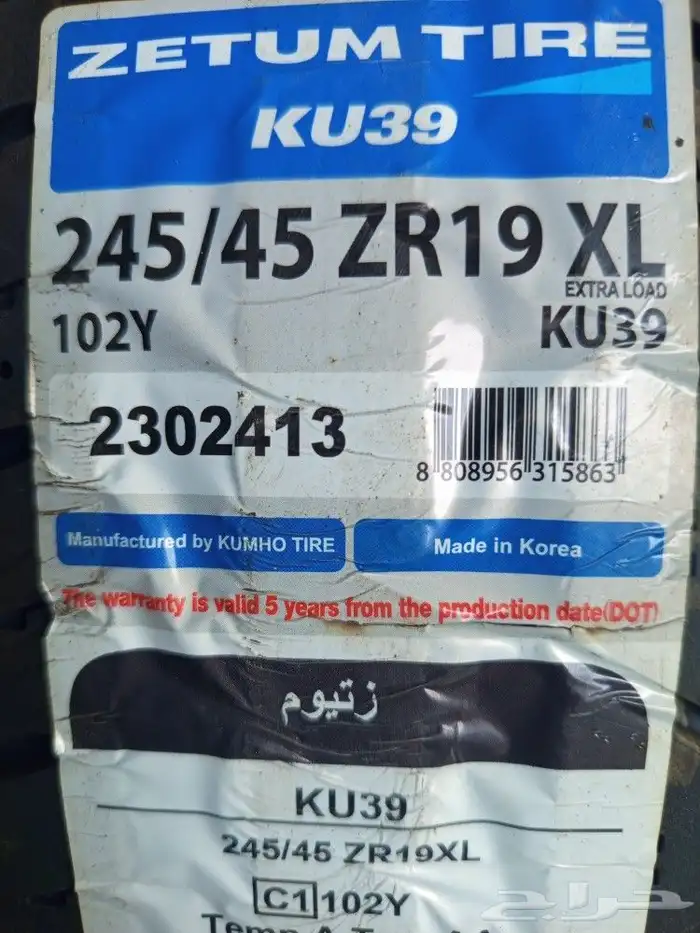 ZETUM TIRE
KU39
245/45 ZR19 XL
EXTRA LOAD
102Y KU39
2302413
8 808956 315863
Manufactured by KUMHO TIRE Made in Korea
The warranty is valid 5 years from the production date(DOT)
زتيوم
KU39
245/45 ZR19XL
C1 102Y
حراج